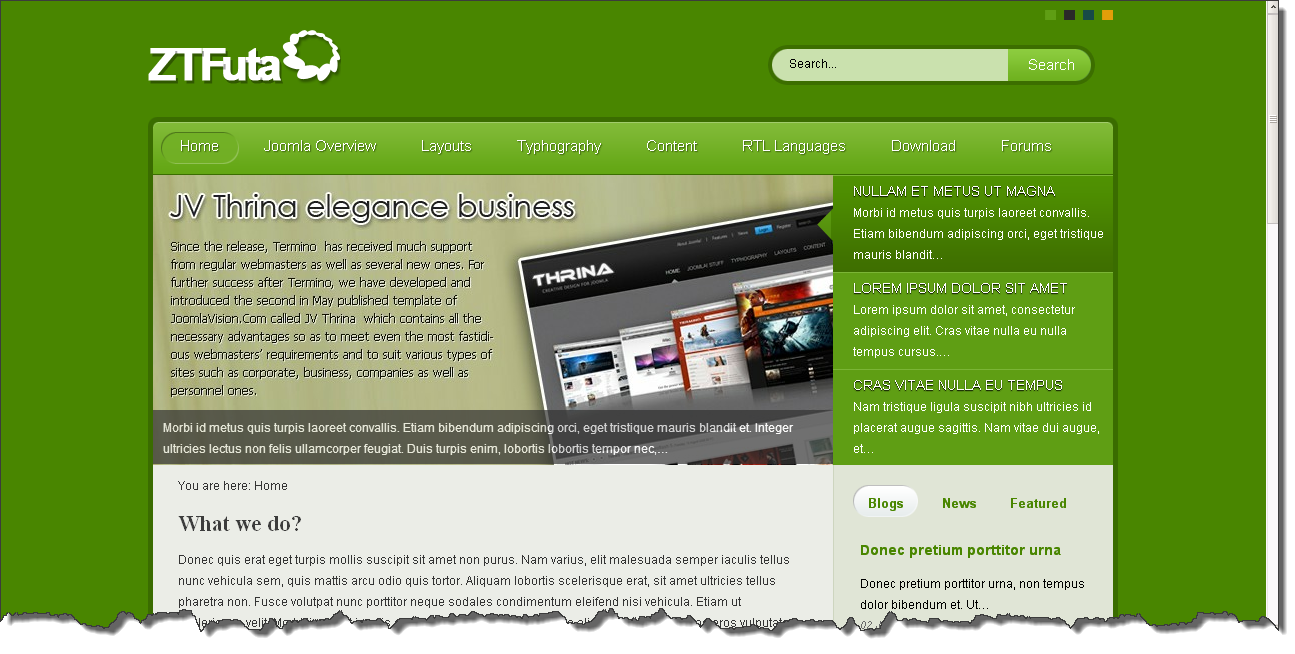 ZTFuta
Search...
Search
Home
Joomla Overview
Layouts
Typhography
Content
RTL Languages
Download
Forums
JV Thrina elegance business
Since the release, Termino has received much support
from regular webmasters as well as several new ones. For
further success after Termino, we have developed and
introduced the second in May published template of
JoomlaVision.Com called JV Thrina which contains all the
necessary advantages so as to meet even the most fastidi-
ous webmasters' requirements and to suit various types of
sites such as corporate, business, companies as well as
personnel ones.
About Joomla! Features News Login Register
THRINA
CREATIVE DESIGN FOR JOOMLA
HOME JOOMLA STUFF TYPOGRAPHY LAYOUTS CONTENT
Morbi id metus quis turpis laoreet convallis. Etiam bibendum adipiscing orci, eget tristique mauris blandit et. Integer
ultricies lectus non felis ullamcorper feugiat. Duis turpis enim, lobortis lobortis tempor nec,...
NULLAM ET METUS UT MAGNA
Morbi id metus quis turpis laoreet convallis.
Etiam bibendum adipiscing orci, eget tristique
mauris blandit...
LOREM IPSUM DOLOR SIT AMET
Lorem ipsum dolor sit amet, consectetur
adipiscing elit. Cras vitae nulla eu nulla
tempus cursus....
CRAS VITAE NULLA EU TEMPUS
Nam tristique ligula suscipit nibh ultricies id
placerat augue sagittis. Nam vitae dui augue,
et...
You are here: Home
What we do?
Donec quis erat eget turpis mollis suscipit sit amet non purus. Nam varius, elit malesuada semper iaculis tellus
nunc vehicula sem, quis mattis arcu odio quis tortor. Aliquam lobortis scelerisque erat, sit amet ultricies tellus
pharetra non. Fusce volutpat nunc porttitor neque sodales condimentum eleifend nisi vehicula. Etiam ut
Blogs
News
Featured
Donec pretium porttitor urna
Donec pretium porttitor urna, non tempus
dolor bibendum et. Ut...